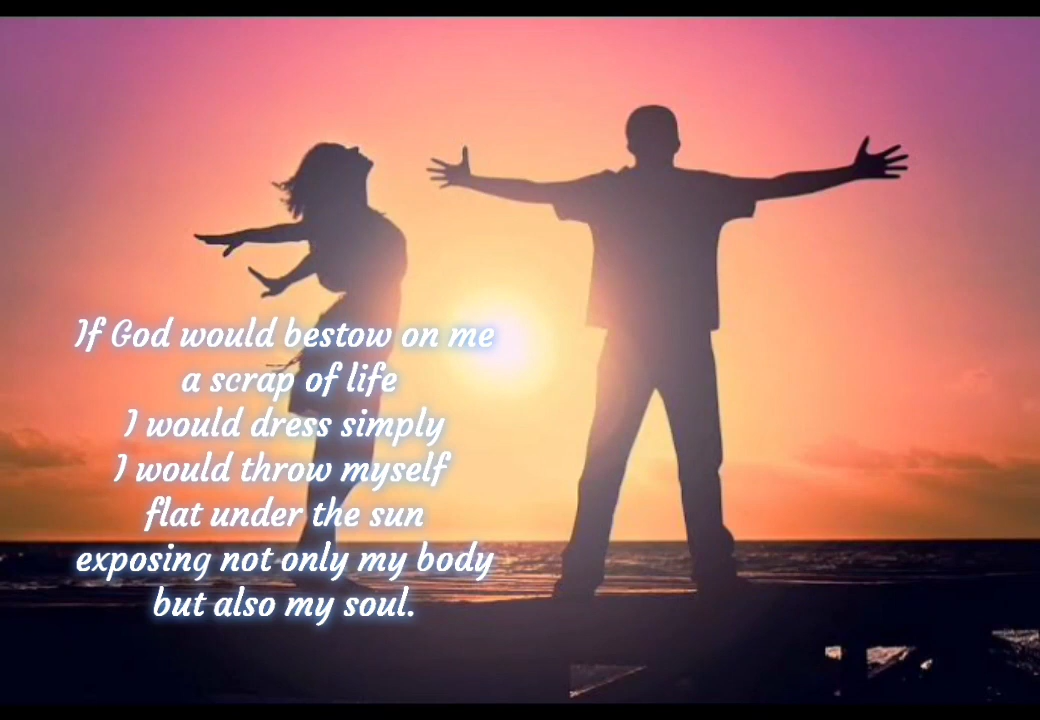 If God would bestow on me
a scrap of life
I would dress simply
I would throw myself
flat under the sun
exposing not only my body
but also my soul.